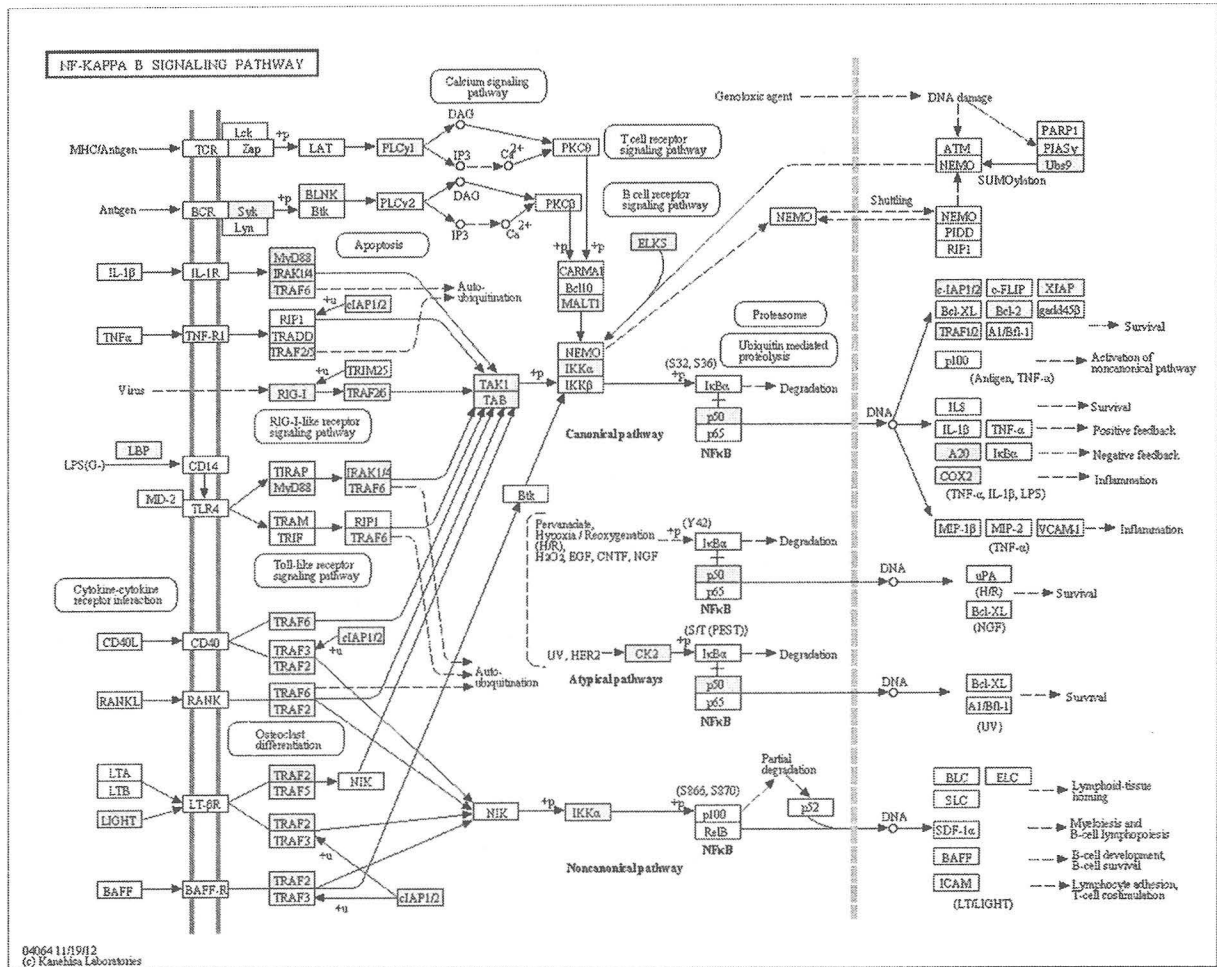 NF-KAPPA B SIGNALING PATHWAY
Calcium signaling
pathway
Genotoxic agent
DNA damage
DAG
MHC/Antigen
TCR
Lck
Zap
+p
LAT
PLCγ1
IP3
Ca2+
PKCθ
T cell receptor
signaling pathway
ATM
NEMO
PARP1
PIASγ
Ubs9
SUMOylation
Antigen
BCR
Syk
Lyn
+p
BLNK
Btk
PLCγ2
DAG
IP3
Ca2+
PKCβ
B cell receptor
signaling pathway
NEMO
Shuttling
NEMO
PIDD
RIP1
Apoptosis
+p
+p
ELKS
IL-1β
IL-1R
MyD88
IRAK1/4
TRAF6
Auto-
ubiquitination
CARMA1
Bcl10
MALT1
c-IAP1/2
c-FLIP
XIAP
Bcl-XL
Bcl-2
gadd45β
TRAF1/2
A1/Bfl-1
Survival
TNFα
TNF-R1
+u
cIAP1/2
RIP1
TRADD
TRAF2/5
Proteasome
Ubiquitin mediated
proteolysis
NEMO
IKKα
IKKβ
p100
Activation of
noncanonical pathway
(Antigen, TNF-α)
Virus
RIG-I
+u
TRIM25
TRAF26
TAK1
TAB
+p
(S32, S36)
+p
IκBα
Degradation
p50
p65
NFκB
Canonical pathway
DNA
RIG-I-like receptor
signaling pathway
IL8
Survival
IL-1β
TNF-α
Positive feedback
A20
IκBα
Negative feedback
COX2
Inflammation
(TNF-α, IL-1β, LPS)
LBP
LPS(G-)
CD14
MD-2
TLR4
TIRAP
MyD88
IRAK1/4
TRAF6
TRAM
TRIF
RIP1
TRAF6
Btk
MIP-1β
MIP-2
VCAM-1
Inflammation
(TNF-α)
Toll-like receptor
signaling pathway
Pervanadate,
Hypoxia / Reoxygenation
(H/R),
H2O2, EGF, CNTF, NGF
(Y42)
+p
IκBα
Degradation
p50
p65
NFκB
DNA
uPA
(H/R)
Survival
Bcl-XL
(NGF)
Cytokine-cytokine
receptor interaction
CD40L
CD40
TRAF6
TRAF3
TRAF2
cIAP1/2
+u
UV, HER2
CK2
(S/T (PEST))
+p
IκBα
Degradation
Atypical pathways
p50
p65
NFκB
DNA
Bcl-XL
A1/Bfl-1
(UV)
Survival
RANKL
RANK
TRAF6
TRAF2
Auto-
ubiquitination
Osteoclast
differentiation
LTA
LTB
LIGHT
LT-βR
TRAF2
TRAF5
NIK
TRAF2
TRAF3
+u
NIK
+p
IKKα
(S866, S870)
+p
p100
RelB
NFκB
Partial
degradation
p52
DNA
Noncanonical pathway
BLC
ELC
SLC
Lymphoid-tissue
homing
SDF-1α
Myeloiesis and
B-cell lymphopoiesis
BAFF
B-cell development,
B-cell survival
ICAM
Lymphocyte adhesion,
T-cell costimulation
(LT/LIGHT)
BAFF
BAFF-R
TRAF2
TRAF3
+u
cIAP1/2
04064 11/19/12
(c) Kanehisa Laboratories